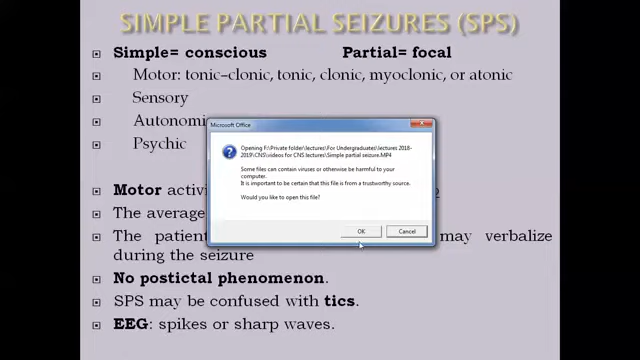 SIMPLE PARTIAL SEIZURES (SPS)
Simple= conscious Partial= focal
Motor: tonic–clonic, tonic, clonic, myoclonic, or atonic
Sensory
Autonomi
Psychic
Microsoft Office
Opening F:\Private folder\lectures\For Undergraduates\lectures 2018-
2019\CNS\videos for CNS lectures\Simple partial seizure.MP4
Some files can contain viruses or otherwise be harmful to your
computer.
It is important to be certain that this file is from a trustworthy source.
Would you like to open this file?
OK Cancel
Motor activi
The average
The patient may verbalize
during the seizure
No postictal phenomenon.
SPS may be confused with tics.
EEG: spikes or sharp waves.